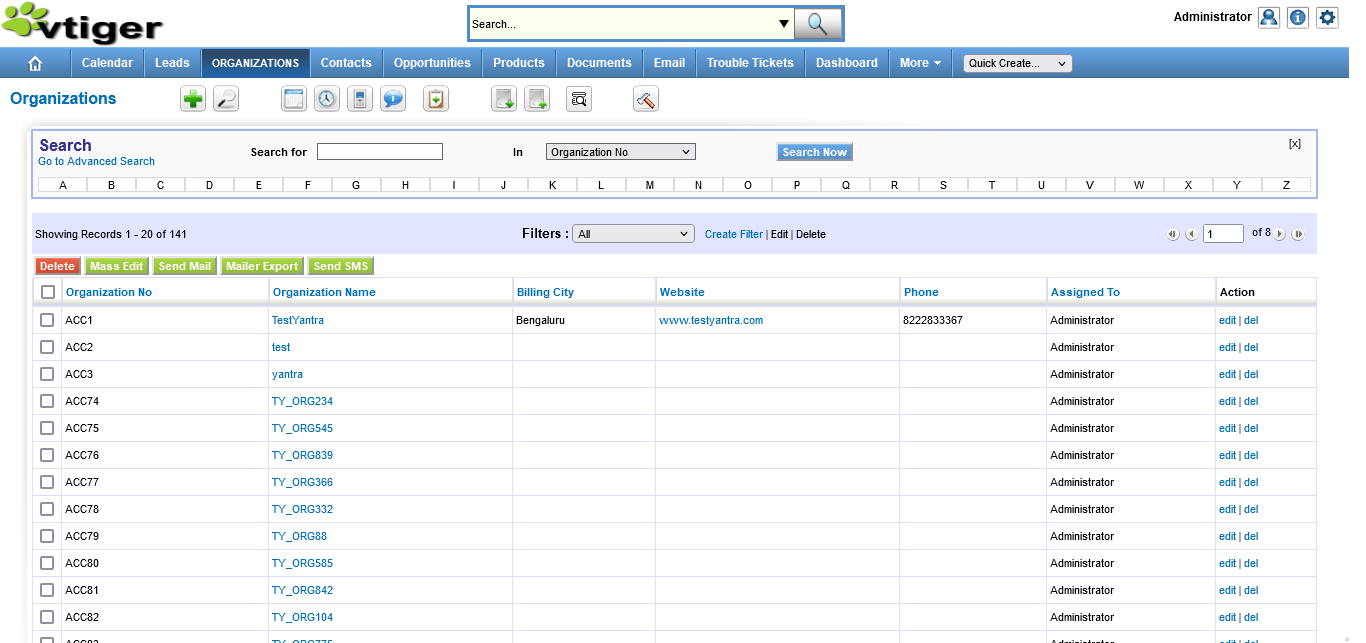 vtiger
Search...
Administrator
Calendar Leads ORGANIZATIONS Contacts Opportunities Products Documents Email Trouble Tickets Dashboard More Quick Create...
Organizations
Search
Go to Advanced Search
Search for In Organization No Search Now [x]
A B C D E F G H I J K L M N O P Q R S T U V W X Y Z
Showing Records 1 - 20 of 141 Filters : All Create Filter | Edit | Delete 1 of 8
Delete Mass Edit Send Mail Mailer Export Send SMS
Organization No Organization Name Billing City Website Phone Assigned To Action
ACC1 TestYantra Bengaluru www.testyantra.com 8222833367 Administrator edit | del
ACC2 test Administrator edit | del
ACC3 yantra Administrator edit | del
ACC74 TY_ORG234 Administrator edit | del
ACC75 TY_ORG545 Administrator edit | del
ACC76 TY_ORG839 Administrator edit | del
ACC77 TY_ORG366 Administrator edit | del
ACC78 TY_ORG332 Administrator edit | del
ACC79 TY_ORG88 Administrator edit | del
ACC80 TY_ORG585 Administrator edit | del
ACC81 TY_ORG842 Administrator edit | del
ACC82 TY_ORG104 Administrator edit | del